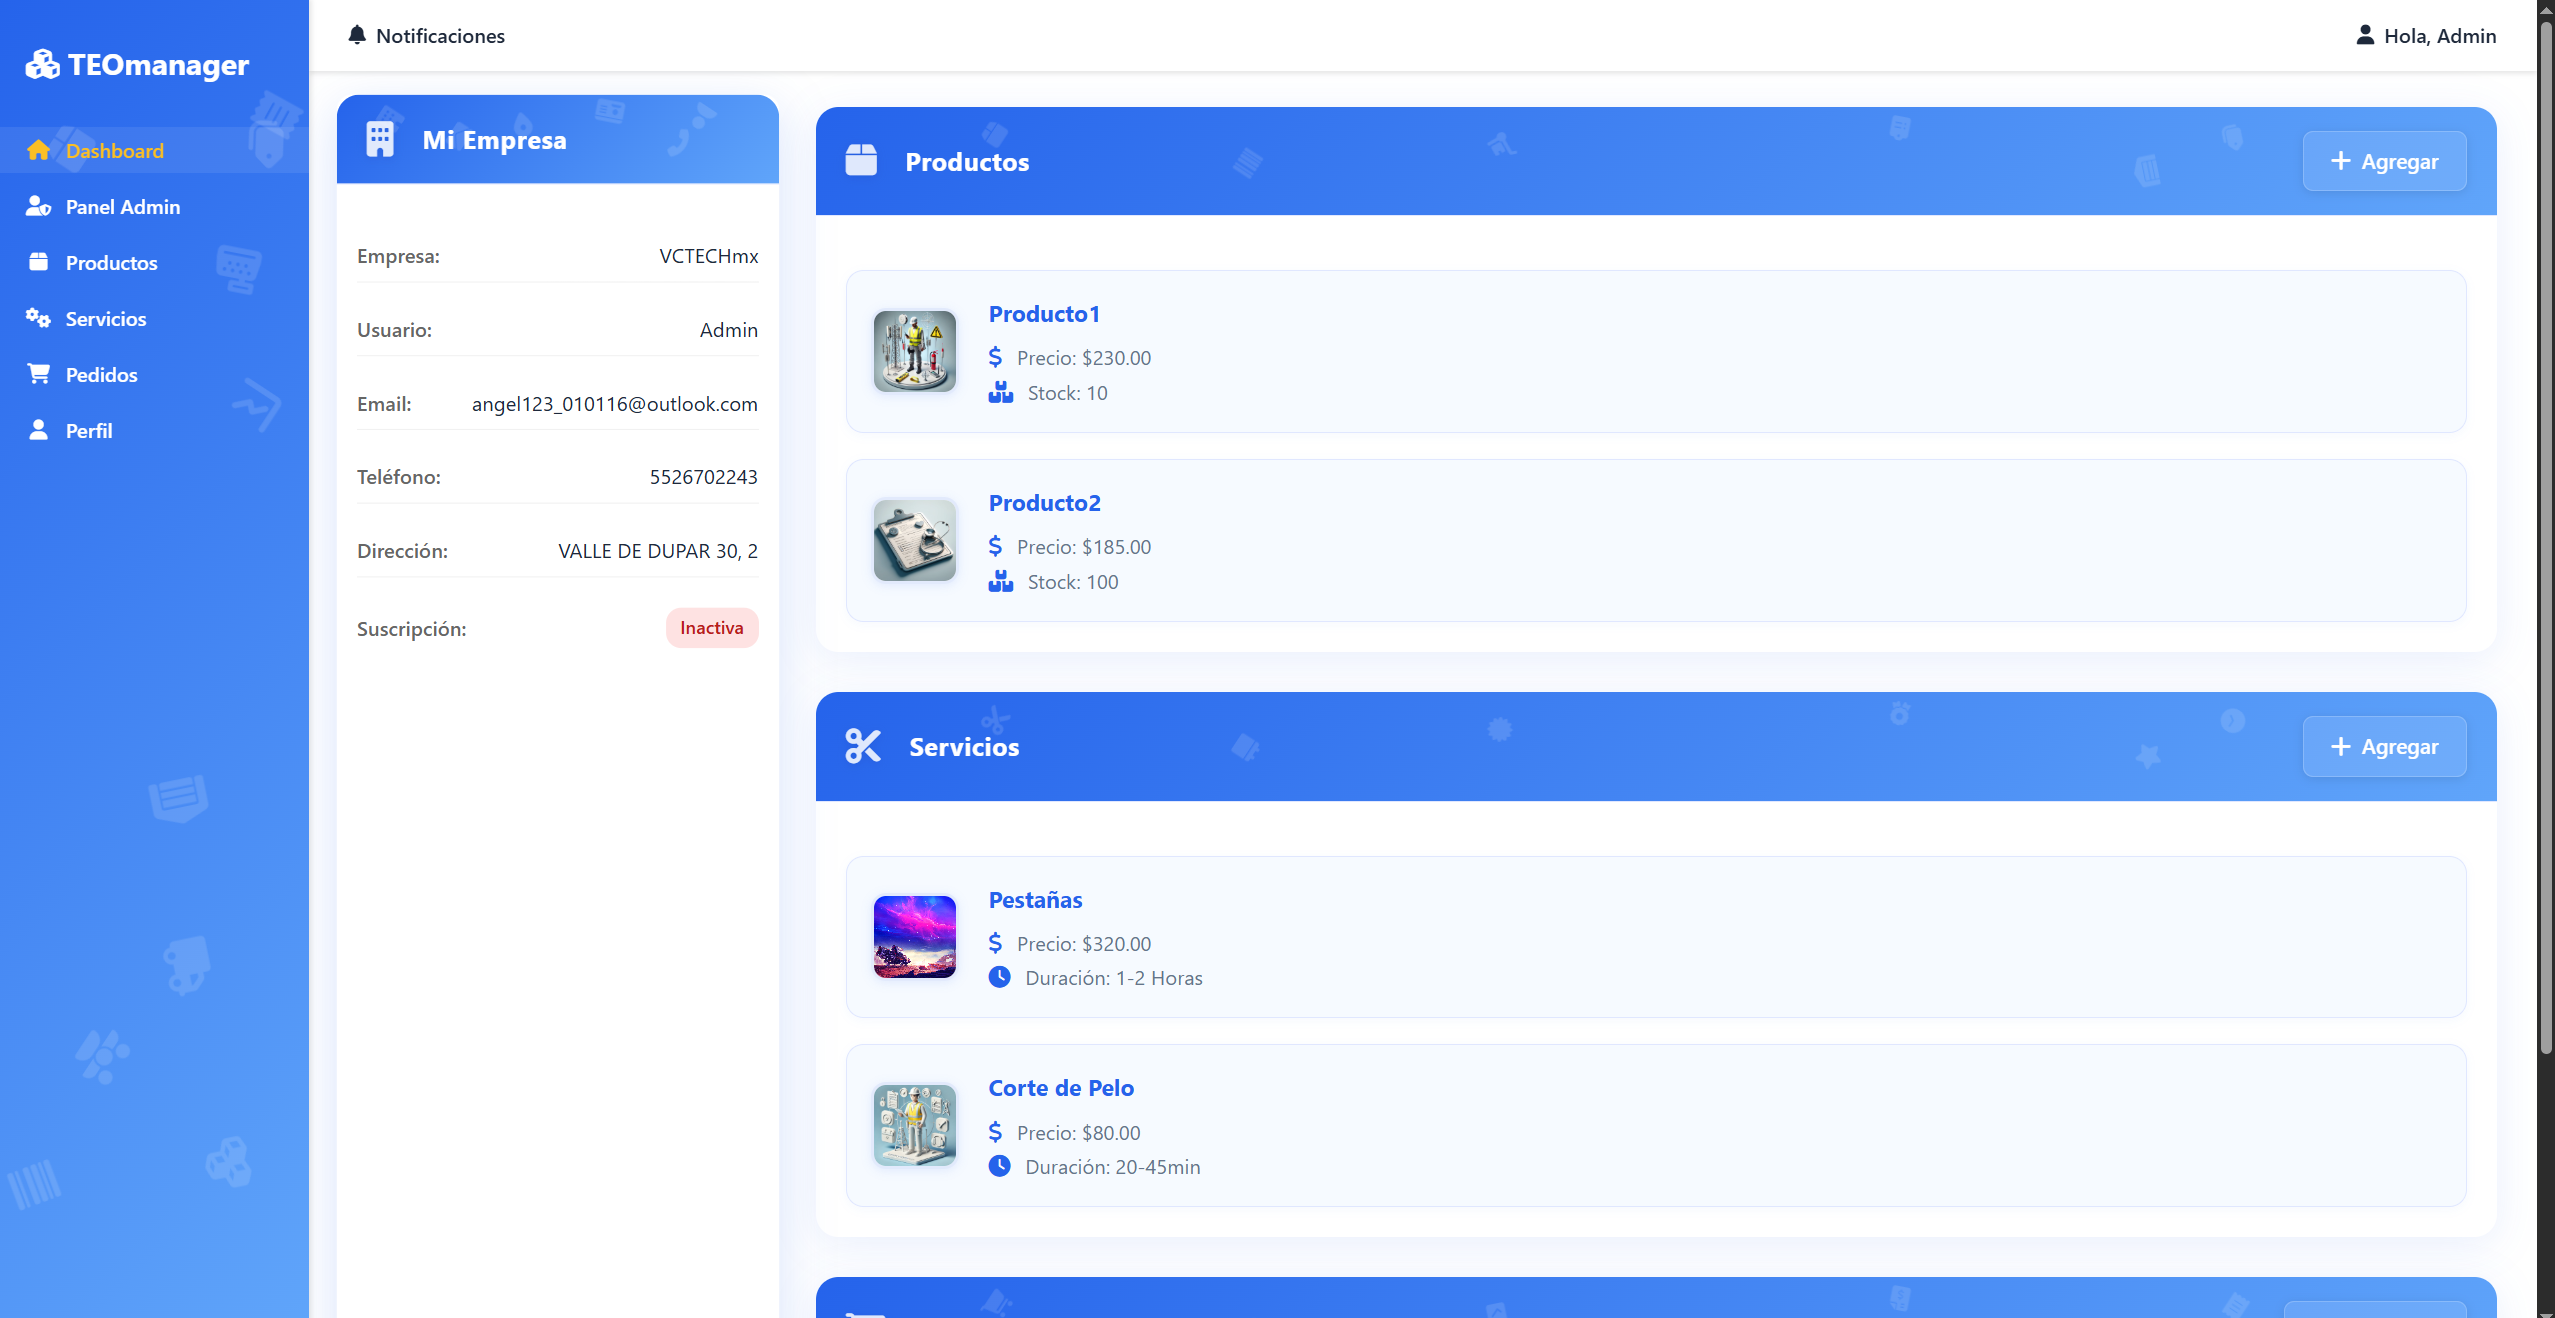 TEOmanager
Dashboard
Panel Admin
Productos
Servicios
Pedidos
Perfil
Notificaciones
Hola, Admin
Mi Empresa
Empresa: VCTECHmx
Usuario: Admin
Email: angel123_010116@outlook.com
Teléfono: 5526702243
Dirección: VALLE DE DUPAR 30, 2
Suscripción: Inactiva
Productos
Agregar
Producto1
Precio: $230.00
Stock: 10
Producto2
Precio: $185.00
Stock: 100
Servicios
Agregar
Pestañas
Precio: $320.00
Duración: 1-2 Horas
Corte de Pelo
Precio: $80.00
Duración: 20-45min